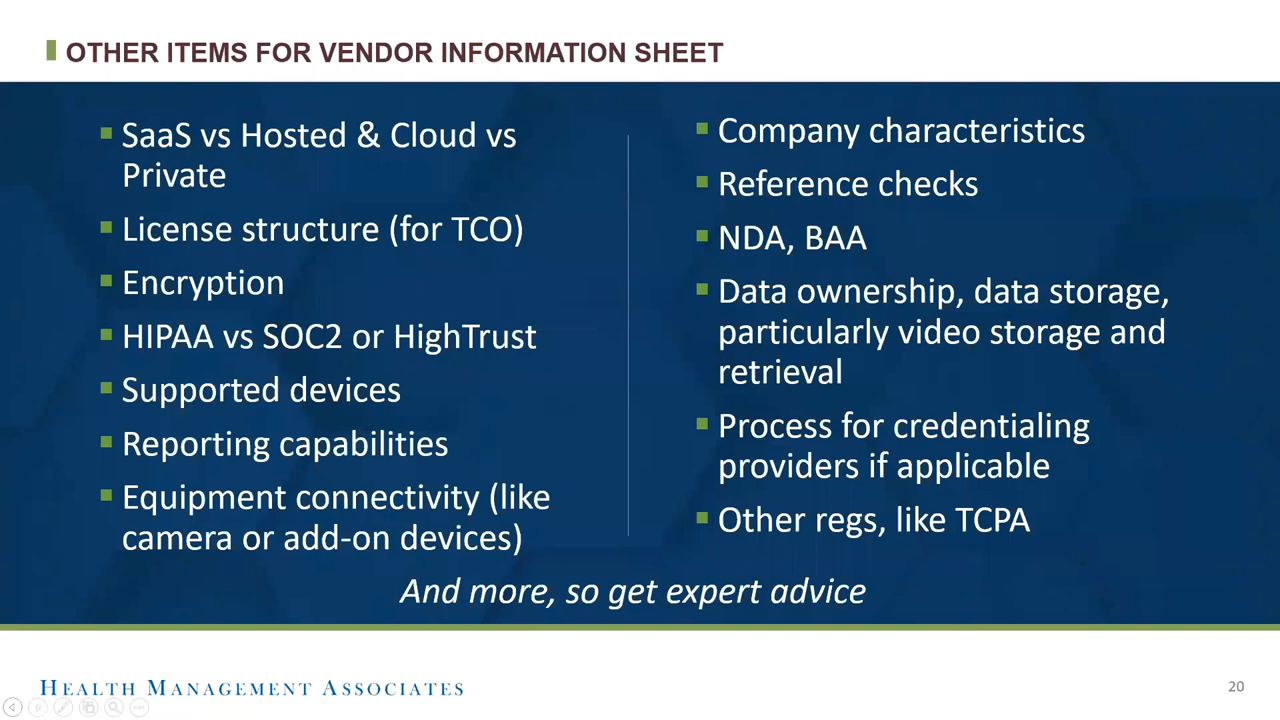 OTHER ITEMS FOR VENDOR INFORMATION SHEET
SaaS vs Hosted & Cloud vs
Private
License structure (for TCO)
Encryption
HIPAA vs SOC2 or HighTrust
Supported devices
Reporting capabilities
Equipment connectivity (like
camera or add-on devices)
Company characteristics
Reference checks
NDA, BAA
Data ownership, data storage,
particularly video storage and
retrieval
Process for credentialing
providers if applicable
Other regs, like TCPA
And more, so get expert advice
HEALTH MANAGEMENT ASSOCIATES
20